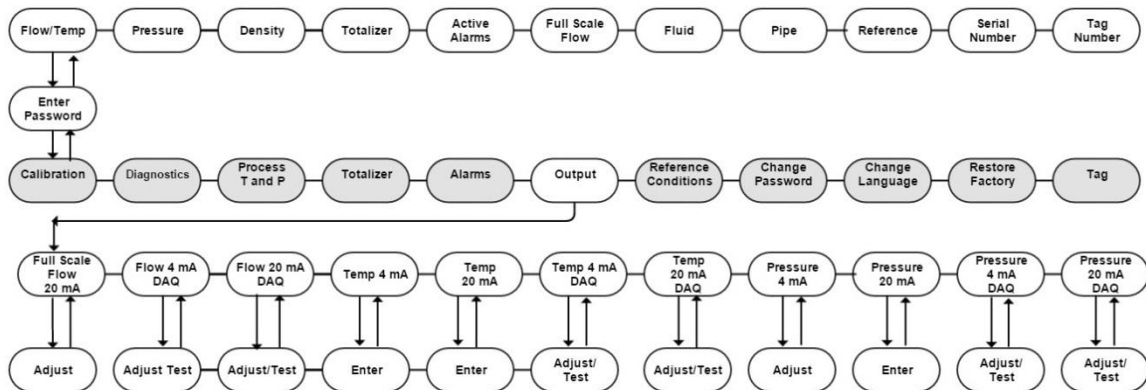 Flow/Temp
Pressure
Density
Totalizer
Active
Alarms
Full Scale
Flow
Fluid
Pipe
Reference
Serial
Number
Tag
Number
Enter
Password
Calibration
Diagnostics
Process
T and P
Totalizer
Alarms
Output
Reference
Conditions
Change
Password
Change
Language
Restore
Factory
Tag
Full Scale
Flow
20 mA
Flow 4 mA
DAQ
Flow 20 mA
DAQ
Temp 4 mA
Temp
20 mA
Temp 4 mA
DAQ
Temp
20 mA
DAQ
Pressure
4 mA
Pressure
20 mA
Pressure
4 mA
DAQ
Pressure
20 mA
DAQ
Adjust
Adjust Test
Adjust/Test
Enter
Enter
Adjust/
Test
Adjust/Test
Adjust
Enter
Adjust/
Test
Adjust/
Test